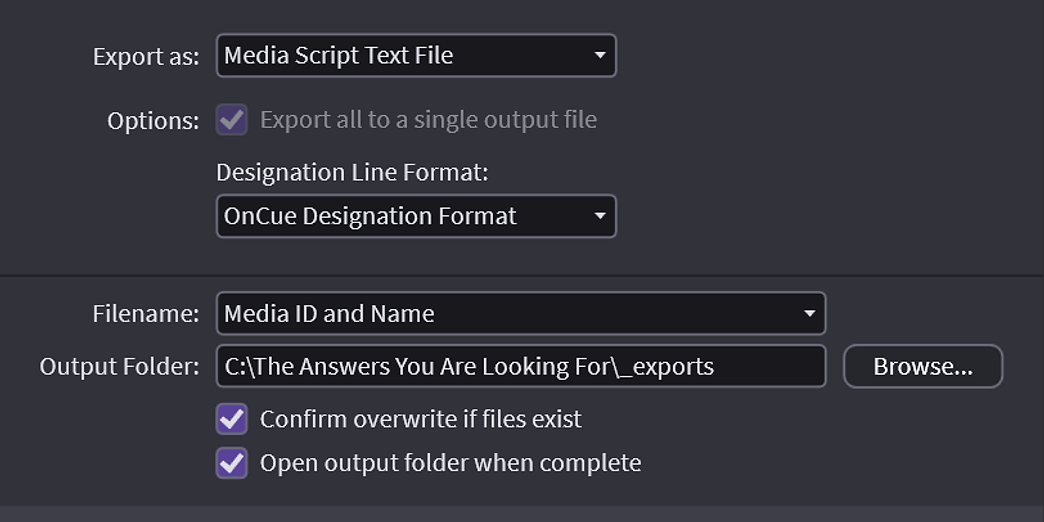 Export as: Media Script Text File
Options: Export all to a single output file
Designation Line Format:
OnCue Designation Format
Filename: Media ID and Name
Output Folder: C:\The Answers You Are Looking For\_exports Browse...
Confirm overwrite if files exist
Open output folder when complete